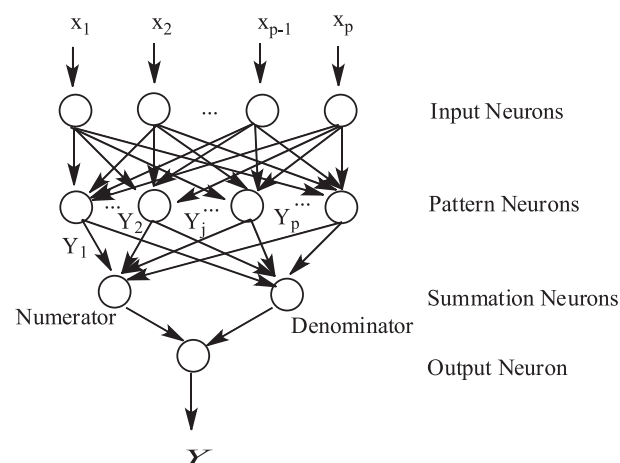 x1 x2 xp-1 xp
... Input Neurons
... ... ... Pattern Neurons
Y1 Y2 Yj Yp
Numerator Denominator Summation Neurons
Output Neuron
Y